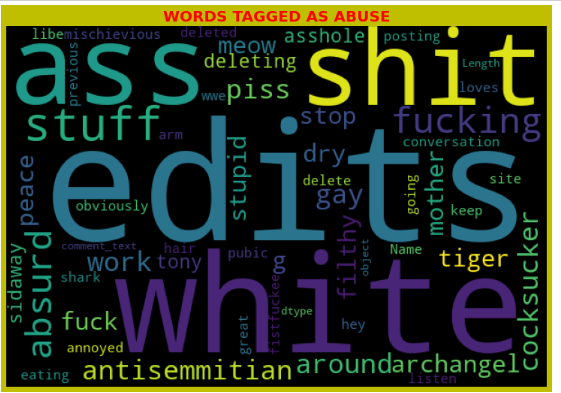 WORDS TAGGED AS ABUSE
libe mischievious deleted meow asshole posting
ass shit
previous deleting Length
wwe piss loves
stuff arm stop fucking
edits
conversation
peace obviously stupid dry delete gay going mother site
keep
sidaway absurd comment_text hair pubic g filthy object Name tiger cocksucker
work tony
shark white
fuck great fistfuckee dtype hey
annoyed
eating antisemmitian around archangel
listen